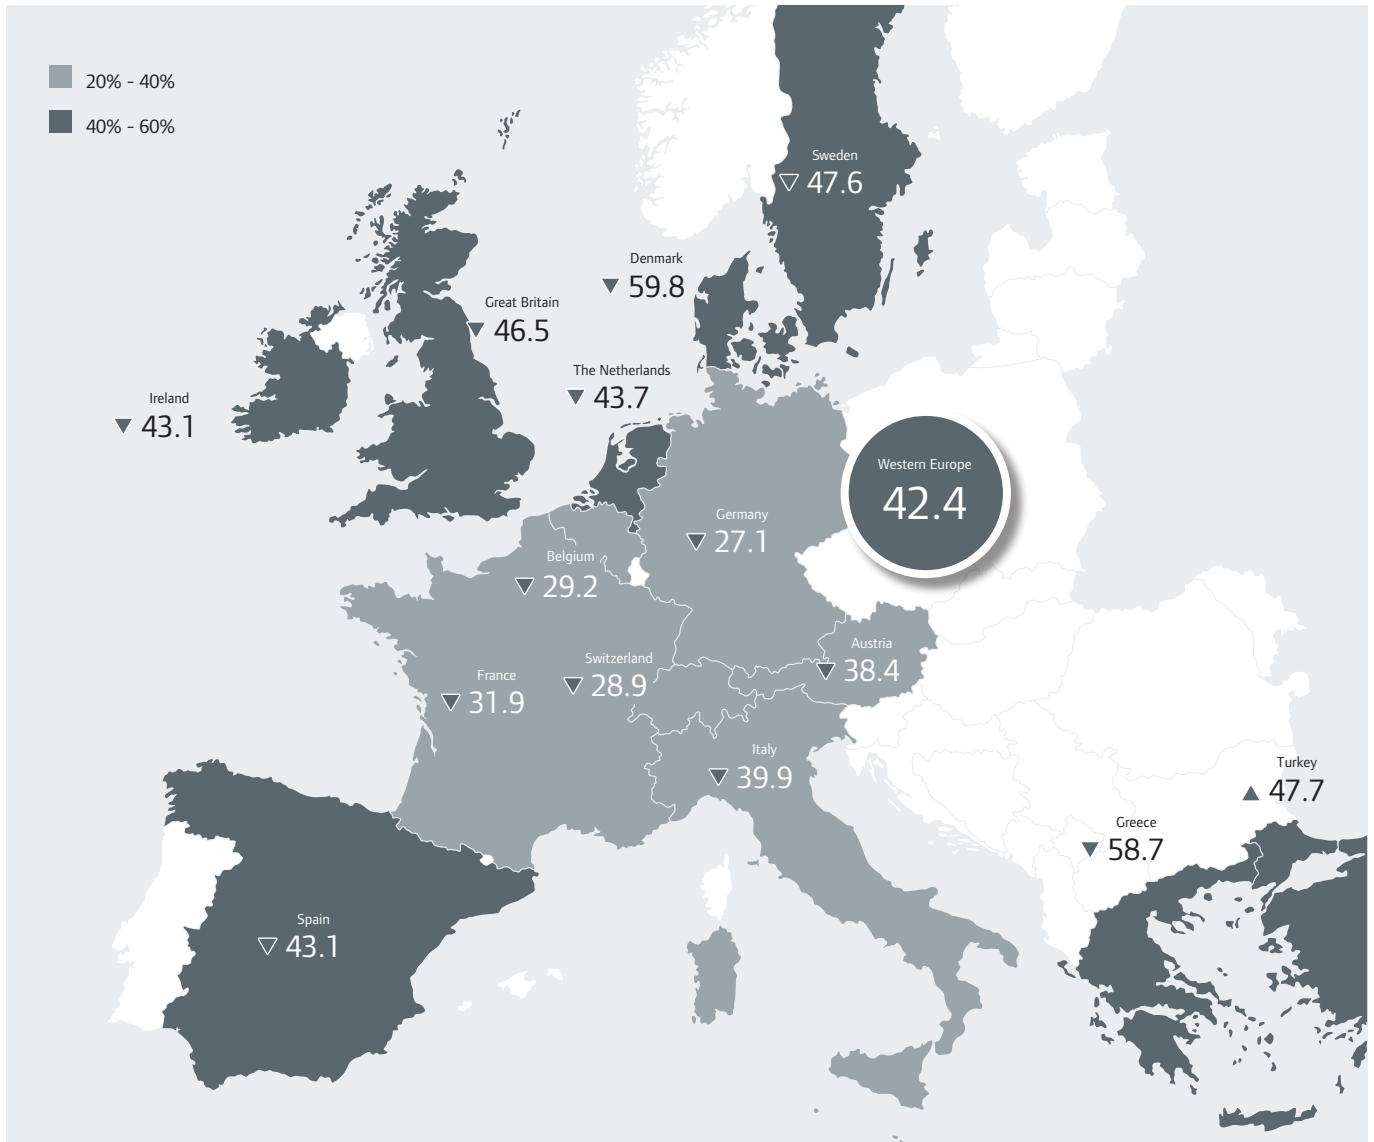 20% - 40%
40% - 60%
Sweden
47.6
Denmark
59.8
Great Britain
46.5
The Netherlands
43.7
Ireland
43.1
Western Europe
42.4
Germany
27.1
Belgium
29.2
Austria
38.4
Switzerland
28.9
France
31.9
Italy
39.9
Turkey
47.7
Greece
58.7
Spain
43.1